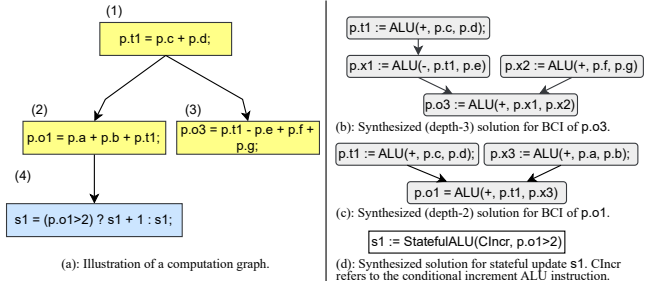 (1)
p.t1 = p.c + p.d;
(2)
p.o1 = p.a + p.b + p.t1;
(3)
p.o3 = p.t1 - p.e + p.f +
p.g;
(4)
s1 = (p.o1>2) ? s1 + 1 : s1;
(a): Illustration of a computation graph.
p.t1 := ALU(+, p.c, p.d);
p.x1 := ALU(-, p.t1, p.e)
p.x2 := ALU(+, p.f, p.g)
p.o3 := ALU(+, p.x1, p.x2)
(b): Synthesized (depth-3) solution for BCI of p.o3.
p.t1 := ALU(+, p.c, p.d);
p.x3 := ALU(+, p.a, p.b);
p.o1 = ALU(+, p.t1, p.x3)
(c): Synthesized (depth-2) solution for BCI of p.o1.
s1 := StatefulALU(CIncr, p.o1>2)
(d): Synthesized solution for stateful update s1. CIncr
refers to the conditional increment ALU instruction.